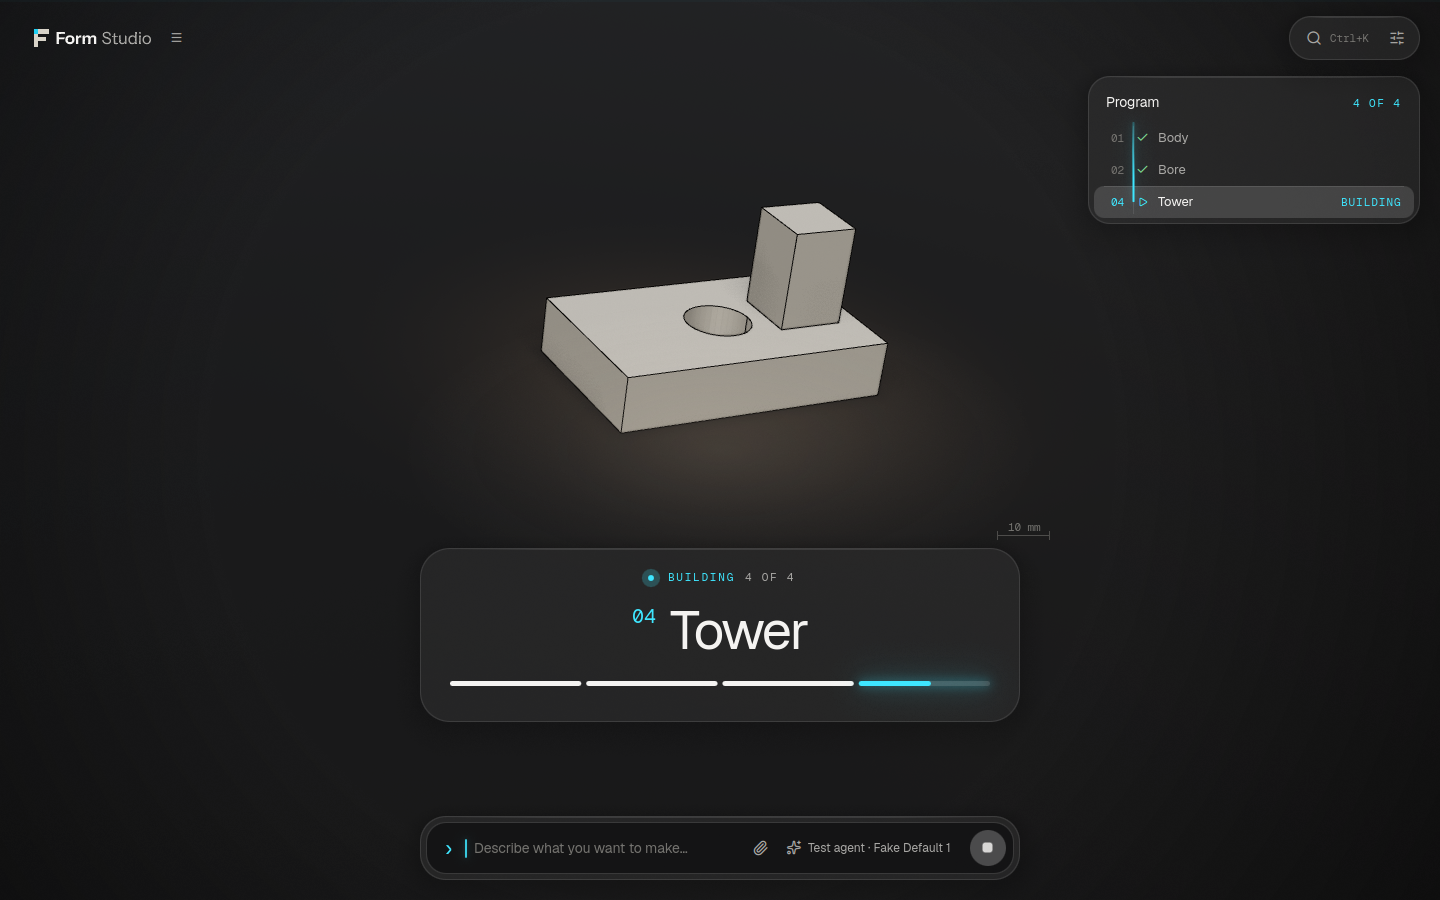 Form Studio
Ctrl+K
Program 4 OF 4
01 Body
02 Bore
04 Tower BUILDING
10 mm
BUILDING 4 OF 4
04 Tower
Describe what you want to make…
Test agent · Fake Default 1